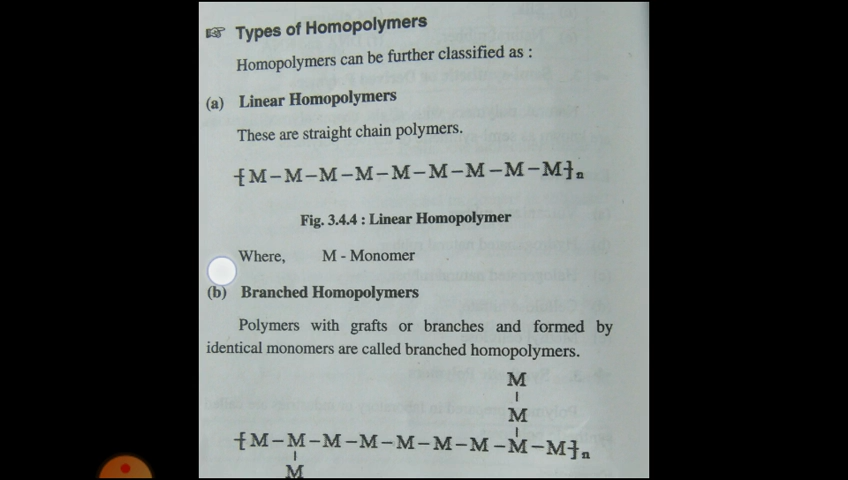 ☞ Types of Homopolymers
Homopolymers can be further classified as :
(a) Linear Homopolymers
These are straight chain polymers.
{M–M–M–M–M–M–M–M–M}n
Fig. 3.4.4 : Linear Homopolymer
Where, M - Monomer
(b) Branched Homopolymers
Polymers with grafts or branches and formed by
identical monomers are called branched homopolymers.
M
M
{M–M–M–M–M–M–M–M–M}n
M